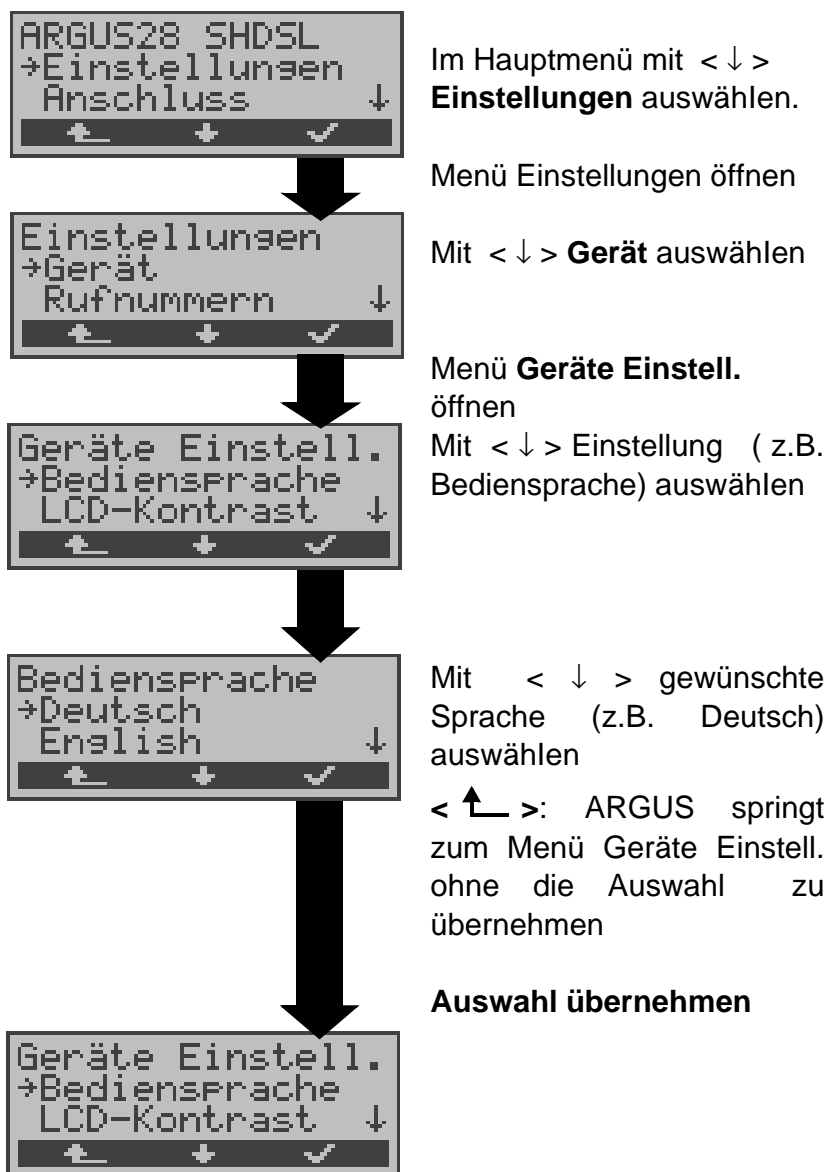 ARGUS28 SHDSL
→Einstellungen
Anschluss ↓
Im Hauptmenü mit < ↓ >
Einstellungen auswählen.
Menü Einstellungen öffnen
Einstellungen
→Gerät
Rufnummern ↓
Mit < ↓ > Gerät auswählen
Menü Geräte Einstell.
öffnen
Mit < ↓ > Einstellung ( z.B.
Bediensprache) auswählen
Geräte Einstell.
→Bediensprache
LCD-Kontrast ↓
Bediensprache
→Deutsch
English ↓
Mit < ↓ > gewünschte
Sprache (z.B. Deutsch)
auswählen
< >: ARGUS springt
zum Menü Geräte Einstell.
ohne die Auswahl zu
übernehmen
Auswahl übernehmen
Geräte Einstell.
→Bediensprache
LCD-Kontrast ↓